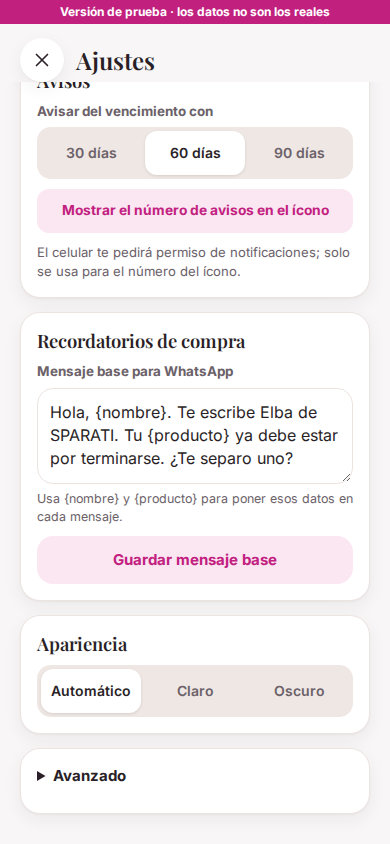 Versión de prueba · los datos no son los reales
Ajustes
Avisos
Avisar del vencimiento con
30 días
60 días
90 días
Mostrar el número de avisos en el ícono
El celular te pedirá permiso de notificaciones; solo
se usa para el número del ícono.
Recordatorios de compra
Mensaje base para WhatsApp
Hola, {nombre}. Te escribe Elba de
SPARATI. Tu {producto} ya debe estar
por terminarse. ¿Te separo uno?
Usa {nombre} y {producto} para poner esos datos en
cada mensaje.
Guardar mensaje base
Apariencia
Automático
Claro
Oscuro
Avanzado